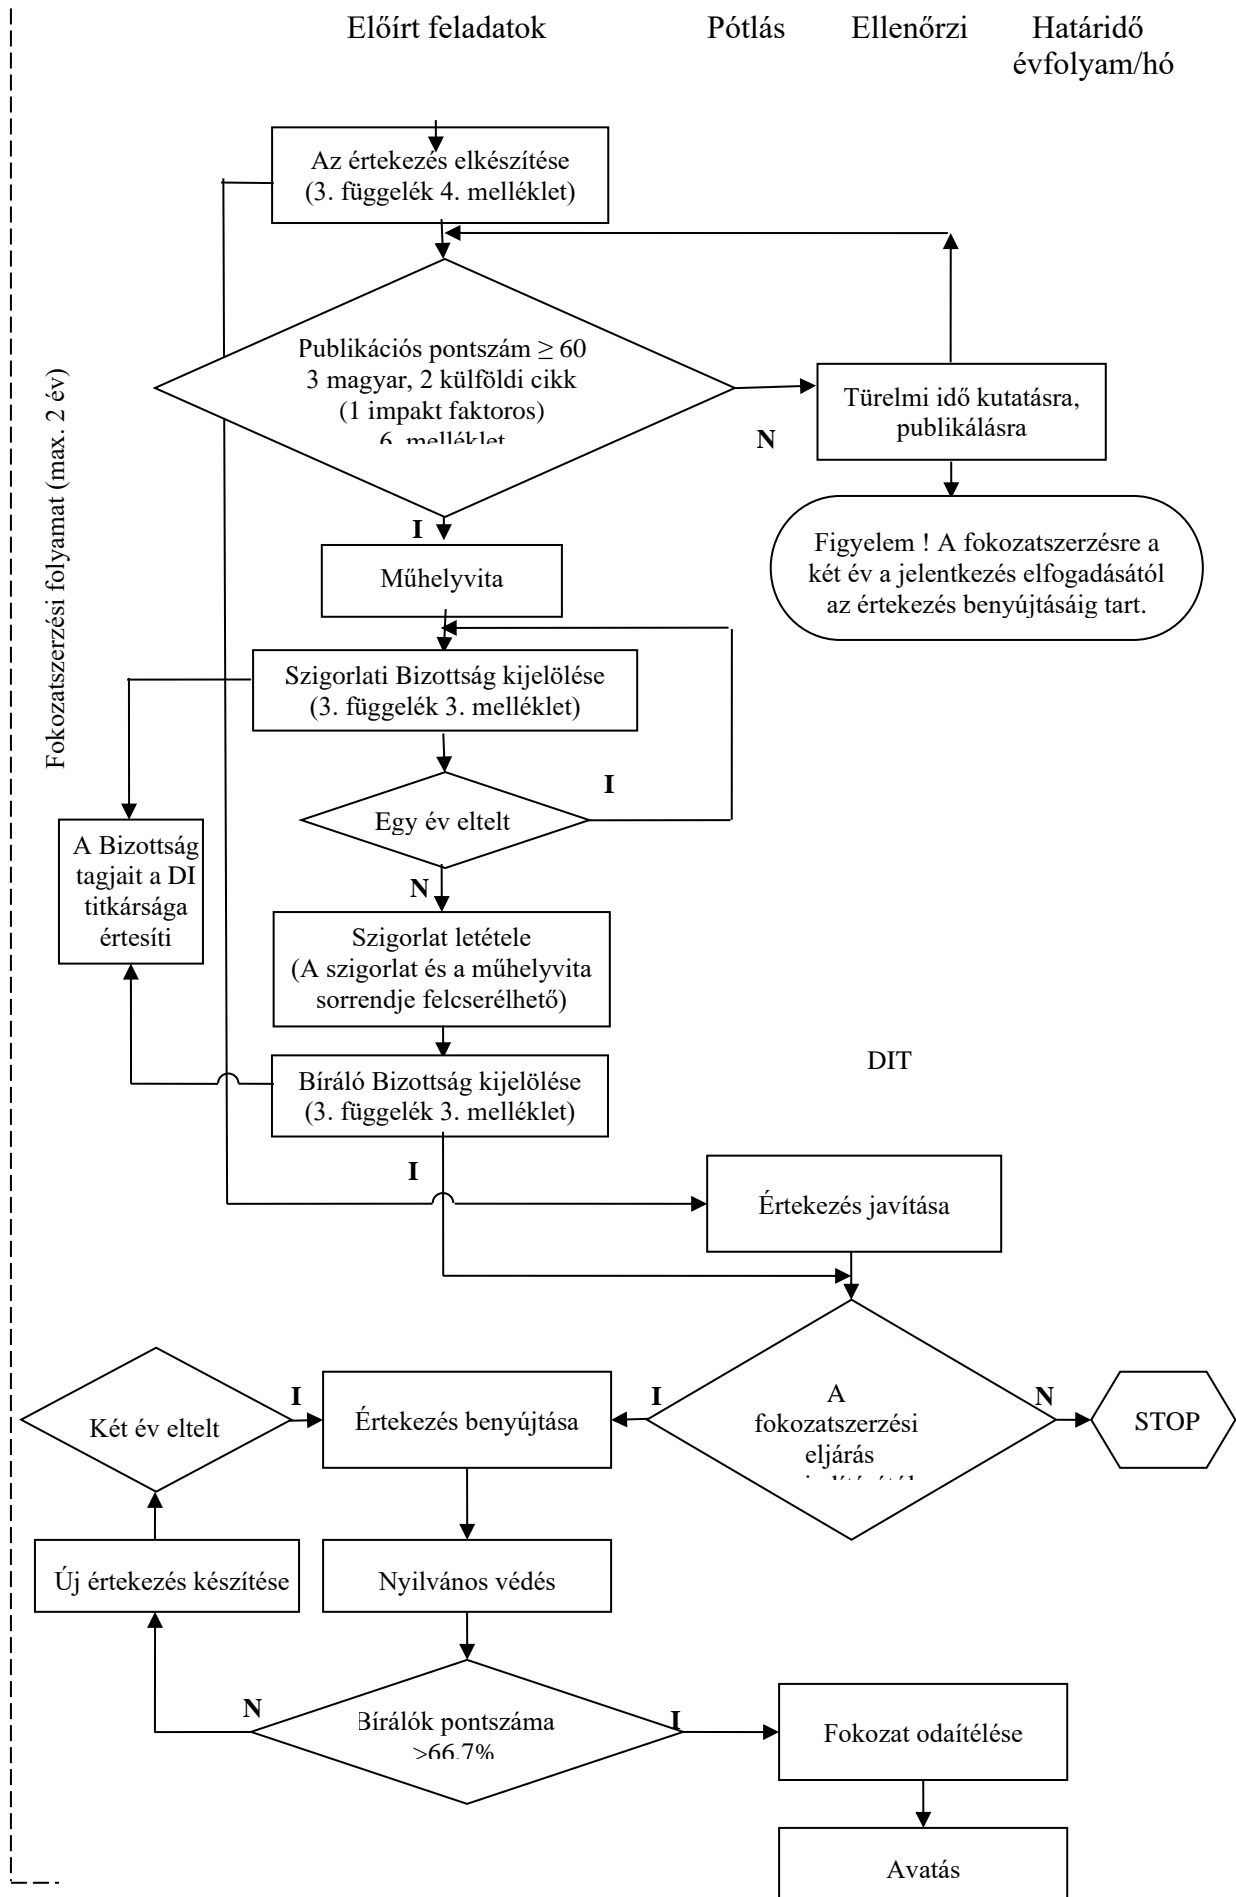 Előírt feladatok
Pótlás
Ellenőrzi
Határidő
évfolyam/hó
Az értekezés elkészítése
(3. függelék 4. melléklet)
Publikációs pontszám ≥ 60
3 magyar, 2 külföldi cikk
(1 impakt faktoros)
6. melléklet
N
Türelmi idő kutatásra,
publikálásra
Fokozatszerzési folyamat (max. 2 év)
I
Figyelem ! A fokozatszerzésre a
két év a jelentkezés elfogadásától
az értekezés benyújtásáig tart.
Műhelyvita
Szigorlati Bizottság kijelölése
(3. függelék 3. melléklet)
I
Egy év eltelt
A Bizottság
tagjait a DI
titkársága
értesíti
N
Szigorlat letétele
(A szigorlat és a műhelyvita
sorrendje felcserélhető)
DIT
Bíráló Bizottság kijelölése
(3. függelék 3. melléklet)
I
Értekezés javítása
Két év eltelt
I
Értekezés benyújtása
I
A
fokozatszerzési
eljárás
N
STOP
Új értekezés készítése
Nyilvános védés
N
Bírálók pontszáma
>66.7%
I
Fokozat odaítélése
Avatás